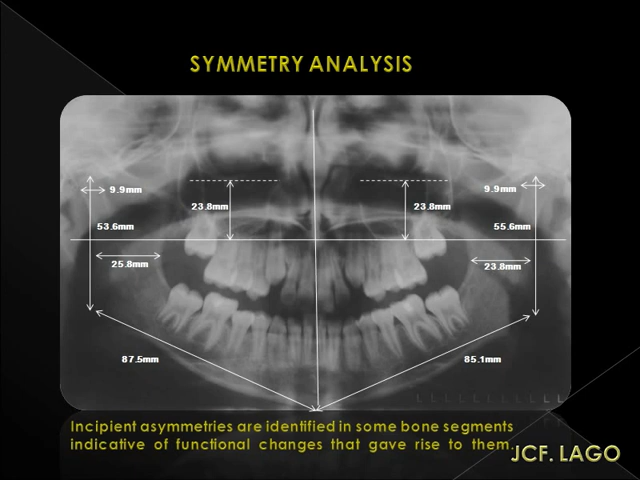 SYMMETRY ANALYSIS
9.9mm
9.9mm
23.8mm
23.8mm
53.6mm
55.6mm
25.8mm
23.8mm
87.5mm
85.1mm
Incipient asymmetries are identified in some bone segments
indicative of functional changes that gave rise to them.
JCF. LAGO